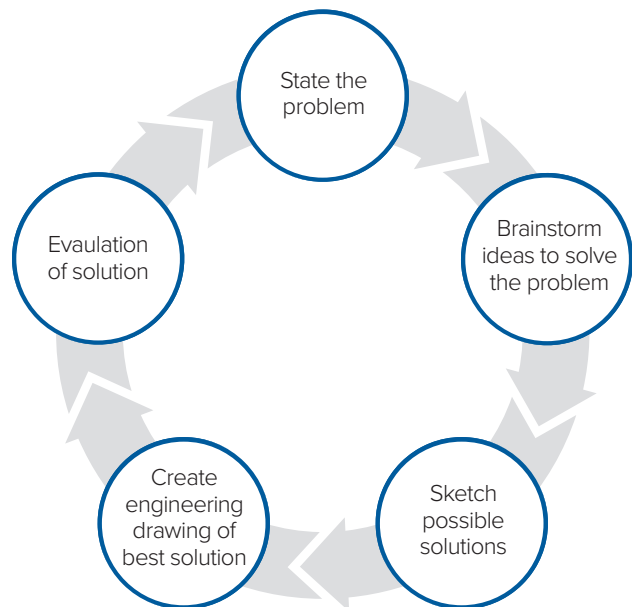 State the
problem
Brainstorm
ideas to solve
the problem
Sketch
possible
solutions
Create
engineering
drawing of
best solution
Evaulation
of solution